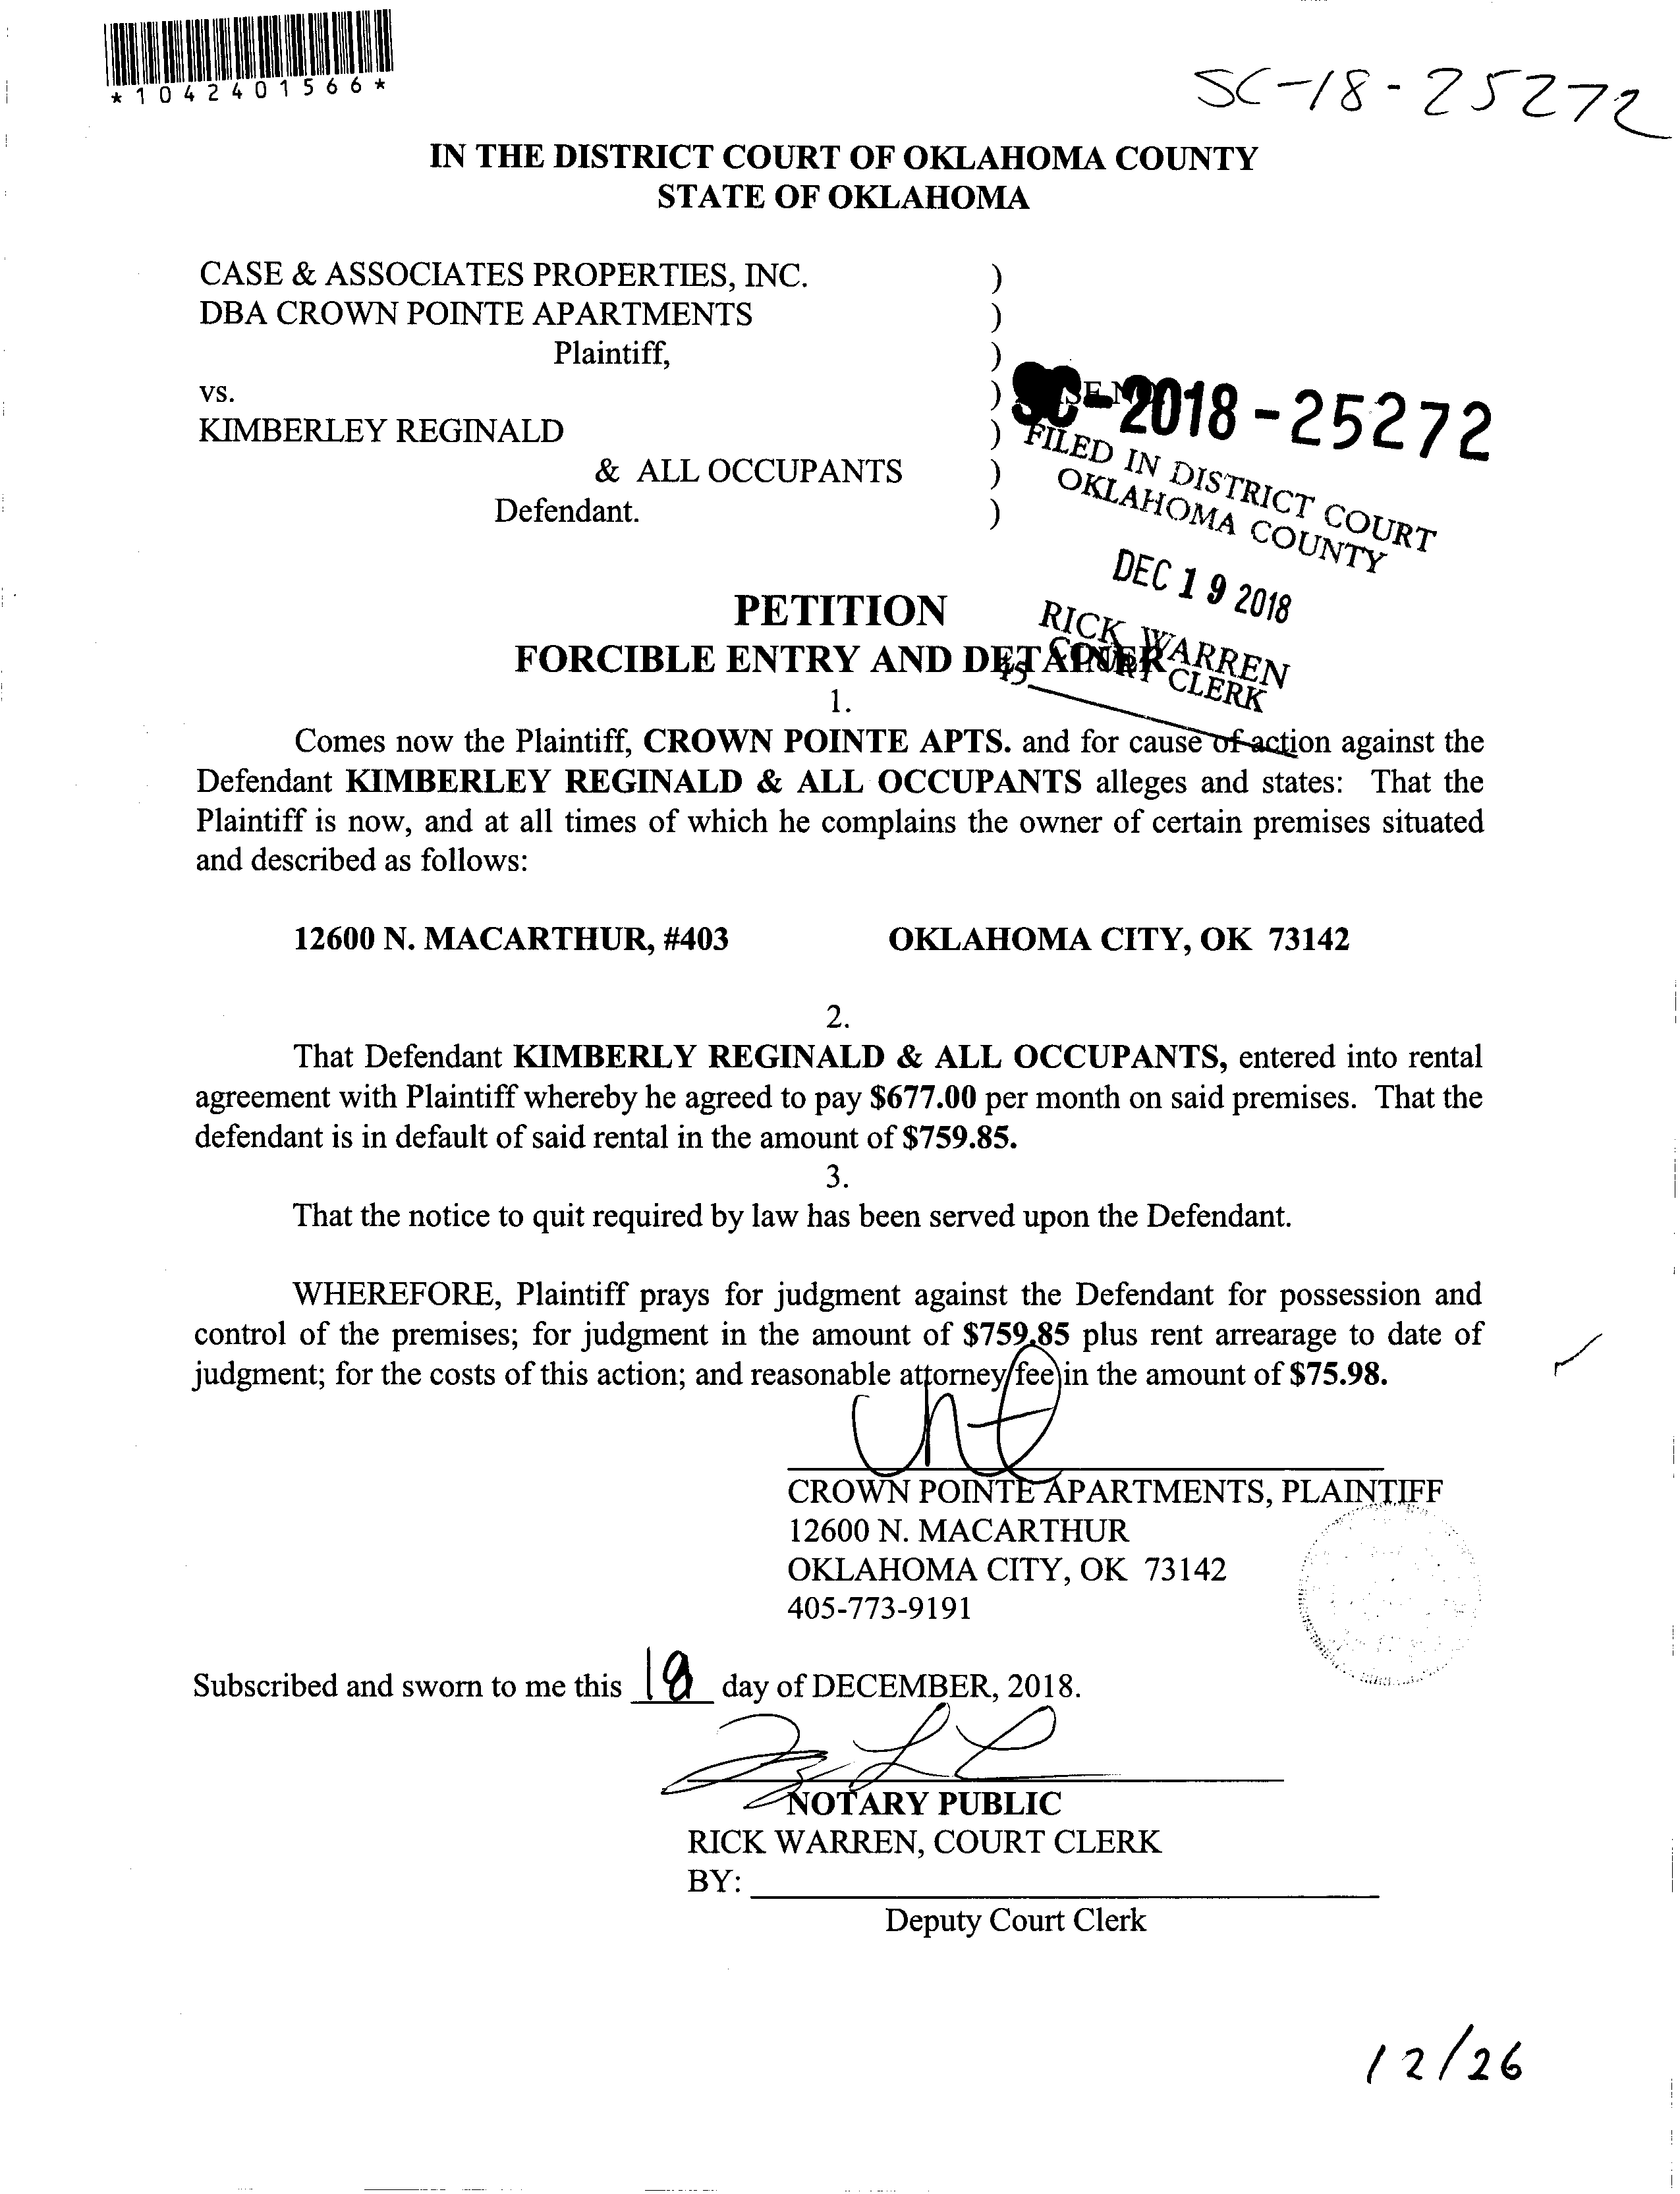 *1042401566*
SC-18-25272
IN THE DISTRICT COURT OF OKLAHOMA COUNTY
STATE OF OKLAHOMA
CASE & ASSOCIATES PROPERTIES, INC. )
DBA CROWN POINTE APARTMENTS )
Plaintiff, )
vs. )
SC-2018-25272
KIMBERLEY REGINALD )
& ALL OCCUPANTS )
Defendant. )
FILED IN DISTRICT COURT
OKLAHOMA COUNTY
DEC 19 2018
RICK WARREN
COURT CLERK
45
PETITION
FORCIBLE ENTRY AND DETAINER
1.
Comes now the Plaintiff, CROWN POINTE APTS. and for cause of action against the
Defendant KIMBERLEY REGINALD & ALL OCCUPANTS alleges and states: That the
Plaintiff is now, and at all times of which he complains the owner of certain premises situated
and described as follows:
12600 N. MACARTHUR, #403 OKLAHOMA CITY, OK 73142
2.
That Defendant KIMBERLY REGINALD & ALL OCCUPANTS, entered into rental
agreement with Plaintiff whereby he agreed to pay $677.00 per month on said premises. That the
defendant is in default of said rental in the amount of $759.85.
3.
That the notice to quit required by law has been served upon the Defendant.
WHEREFORE, Plaintiff prays for judgment against the Defendant for possession and
control of the premises; for judgment in the amount of $759.85 plus rent arrearage to date of
judgment; for the costs of this action; and reasonable attorney fee in the amount of $75.98.
CROWN POINTE APARTMENTS, PLAINTIFF
12600 N. MACARTHUR
OKLAHOMA CITY, OK 73142
405-773-9191
Subscribed and sworn to me this 18 day of DECEMBER, 2018.
NOTARY PUBLIC
RICK WARREN, COURT CLERK
BY:
Deputy Court Clerk
12/26